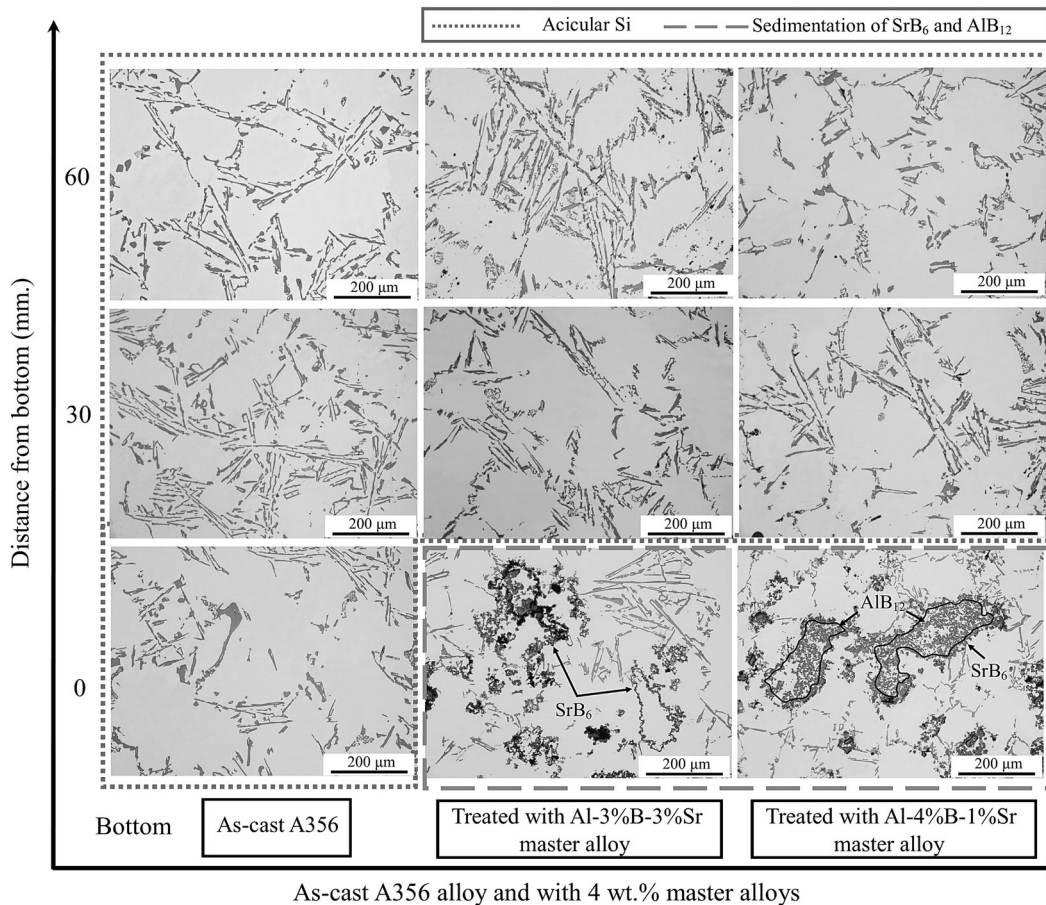 Acicular Si
Sedimentation of SrB₆ and AlB₁₂
Distance from bottom (mm.)
60
200 μm
200 μm
200 μm
30
200 μm
200 μm
200 μm
0
200 μm
SrB₆
200 μm
AlB₁₂
SrB₆
200 μm
Bottom
As-cast A356
Treated with Al-3%B-3%Sr
master alloy
Treated with Al-4%B-1%Sr
master alloy
As-cast A356 alloy and with 4 wt.% master alloys